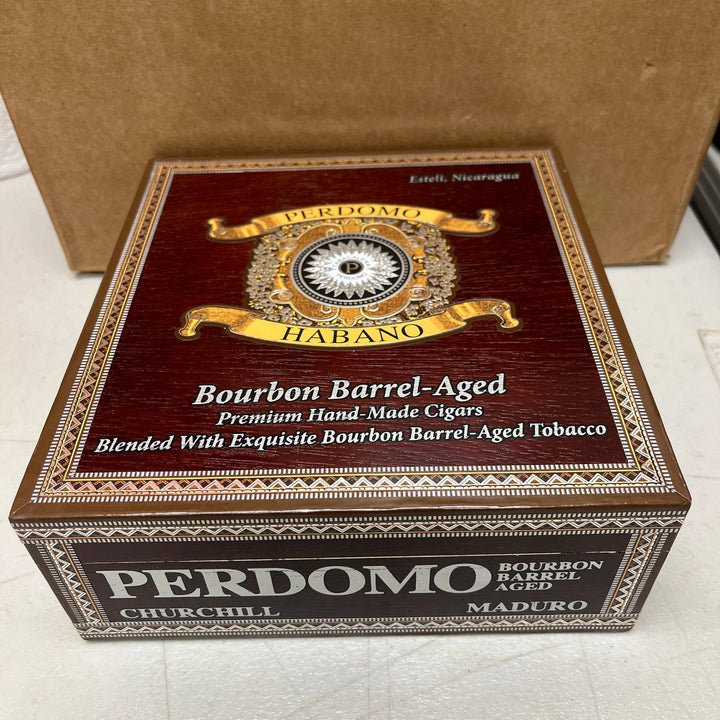 Esteli, Nicaragua
PERDOMO
P
HABANO
Bourbon Barrel-Aged
Premium Hand-Made Cigars
Blended With Exquisite Bourbon Barrel-Aged Tobacco
PERDOMO
BOURBON
BARREL
AGED
CHURCHILL
MADURO